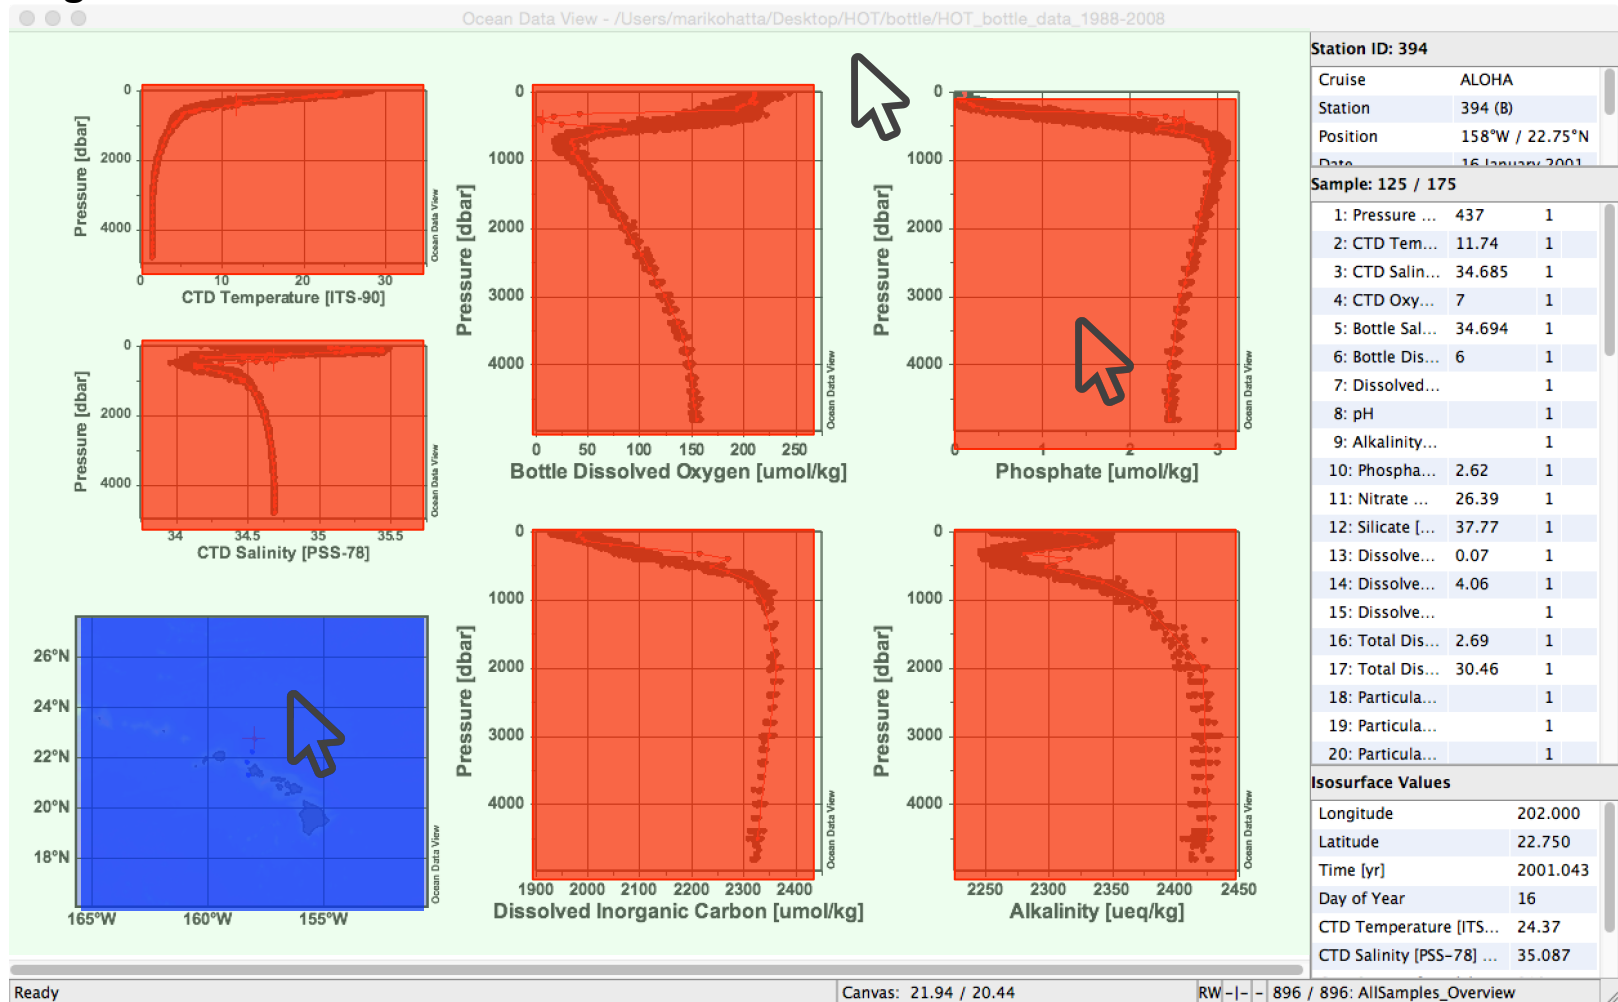 Ocean Data View - /Users/marikohatta/Desktop/HOT/bottle/HOT_bottle_data_1988-2008
0
2000
4000
Pressure [dbar]
0 10 20 30
CTD Temperature [ITS-90]
Ocean Data View
0
2000
4000
Pressure [dbar]
34 34.5 35 35.5
CTD Salinity [PSS-78]
Ocean Data View
26°N
24°N
22°N
20°N
18°N
165°W 160°W 155°W
Ocean Data View
0
1000
2000
3000
4000
Pressure [dbar]
0 50 100 150 200 250
Bottle Dissolved Oxygen [umol/kg]
Ocean Data View
0
1000
2000
3000
4000
Pressure [dbar]
0 1 2 3
Phosphate [umol/kg]
Ocean Data View
0
1000
2000
3000
4000
Pressure [dbar]
1900 2000 2100 2200 2300 2400
Dissolved Inorganic Carbon [umol/kg]
Ocean Data View
0
1000
2000
3000
4000
Pressure [dbar]
2250 2300 2350 2400 2450
Alkalinity [ueq/kg]
Ocean Data View
Station ID: 394
Cruise ALOHA
Station 394 (B)
Position 158°W / 22.75°N
Date 16 January 2001
Sample: 125 / 175
1: Pressure ... 437 1
2: CTD Tem... 11.74 1
3: CTD Salin... 34.685 1
4: CTD Oxy... 7 1
5: Bottle Sal... 34.694 1
6: Bottle Dis... 6 1
7: Dissolved... 1
8: pH 1
9: Alkalinity... 1
10: Phospha... 2.62 1
11: Nitrate ... 26.39 1
12: Silicate [... 37.77 1
13: Dissolve... 0.07 1
14: Dissolve... 4.06 1
15: Dissolve... 1
16: Total Dis... 2.69 1
17: Total Dis... 30.46 1
18: Particula... 1
19: Particula... 1
20: Particula... 1
Isosurface Values
Longitude 202.000
Latitude 22.750
Time [yr] 2001.043
Day of Year 16
CTD Temperature [ITS... 24.37
CTD Salinity [PSS-78] ... 35.087
Ready
Canvas: 21.94 / 20.44
RW -|- - 896 / 896: AllSamples_Overview